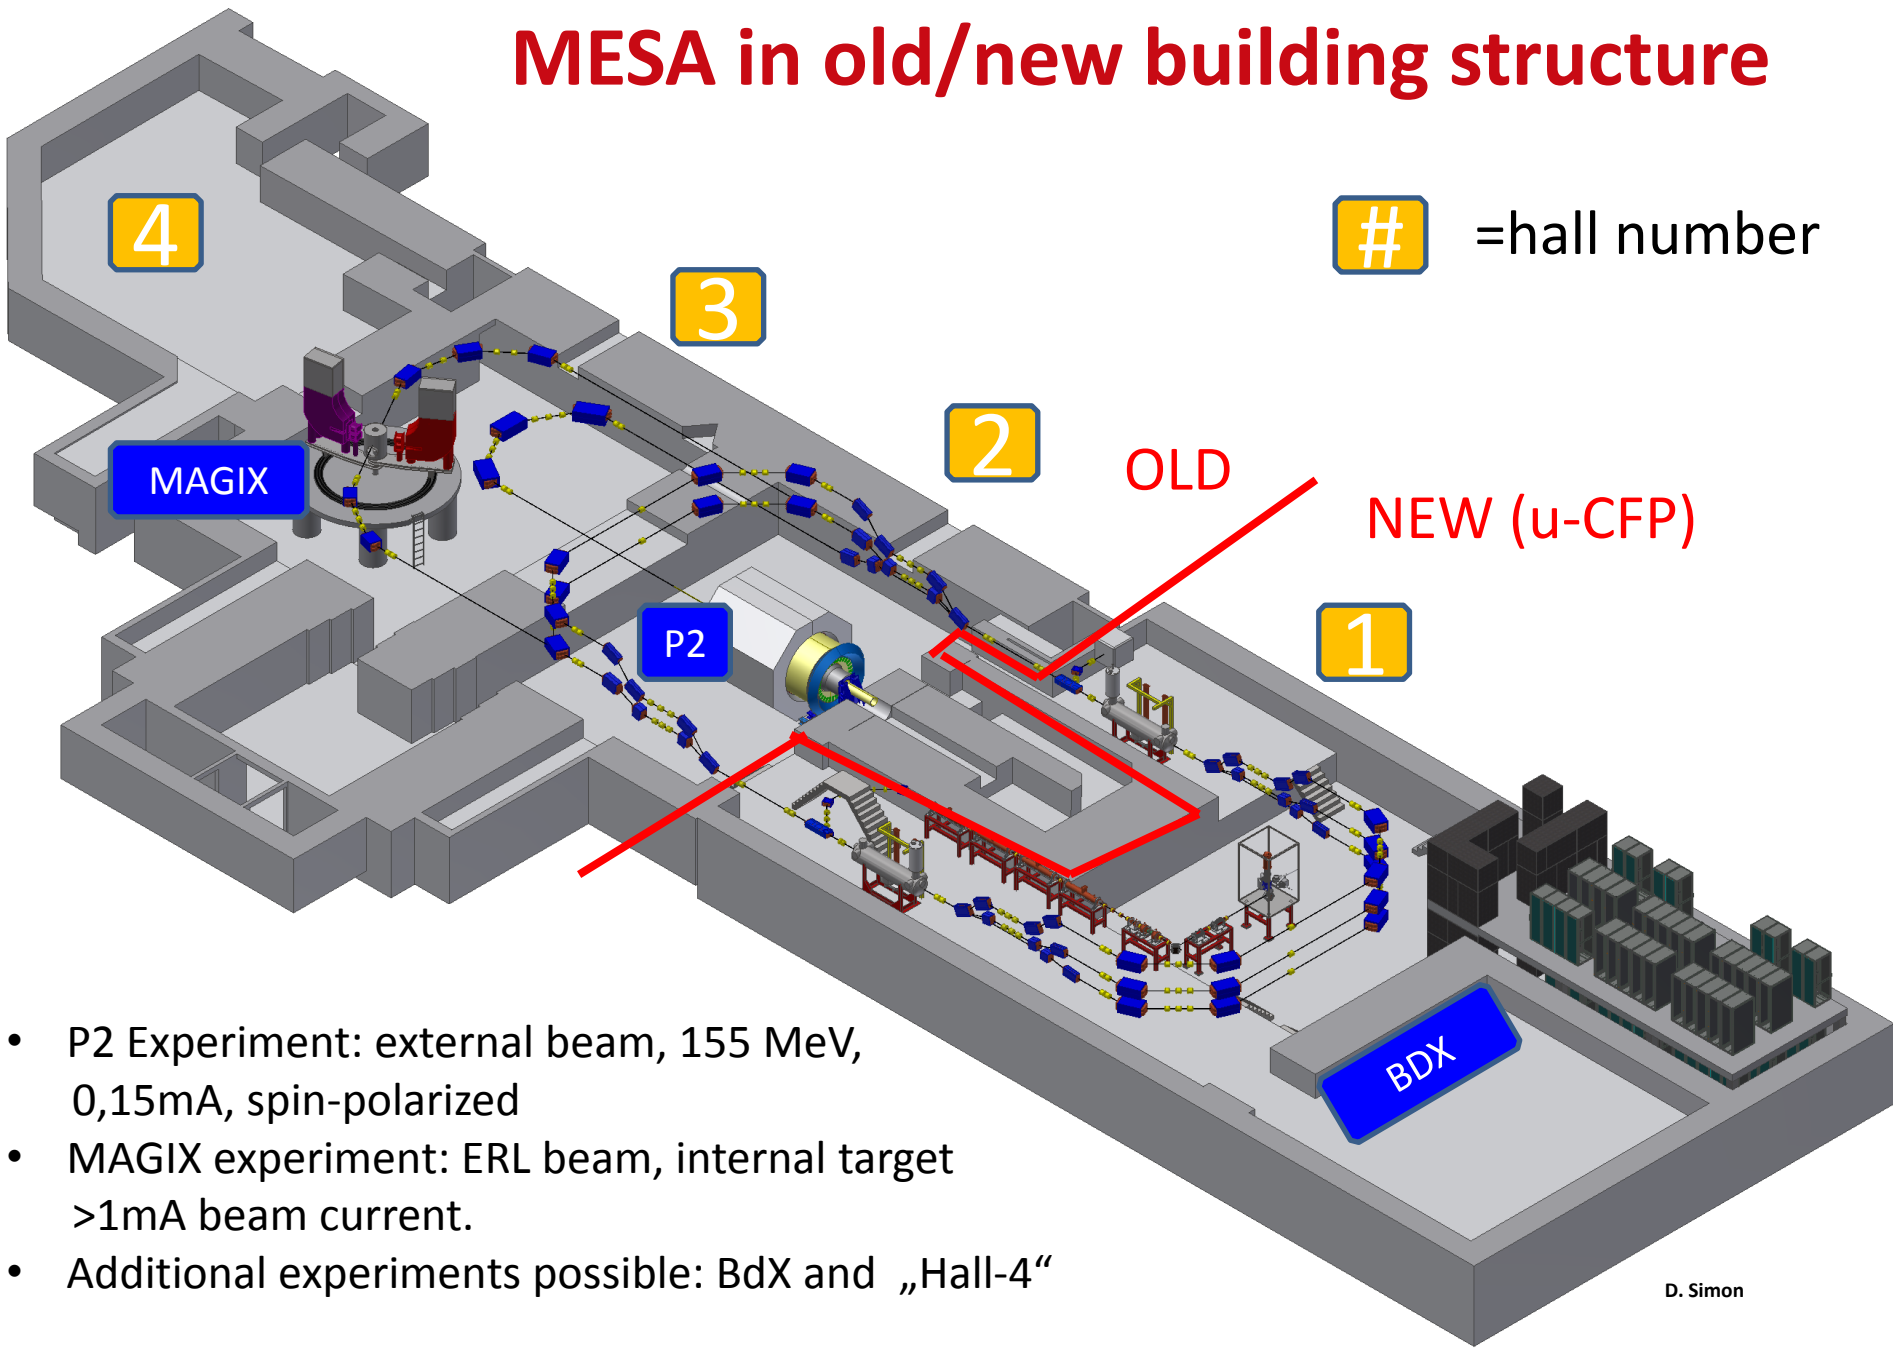 MESA in old/new building structure
4
# =hall number
3
2
OLD
MAGIX
NEW (u-CFP)
P2
1
BDX
• P2 Experiment: external beam, 155 MeV,
0,15mA, spin-polarized
• MAGIX experiment: ERL beam, internal target
>1mA beam current.
• Additional experiments possible: BdX and „Hall-4“
D. Simon